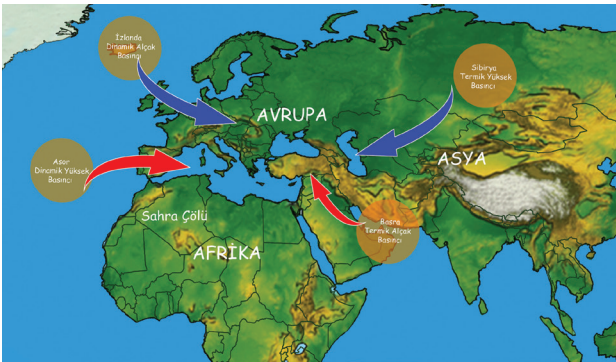 İzlanda
Dinamik Alçak
Basıncı
Sibirya
Termik Yüksek
Basıncı
AVRUPA
Asor
Dinamik Yüksek
Basıncı
ASYA
Sahra Çölü
Basra
Termik Alçak
Basıncı
AFRİKA